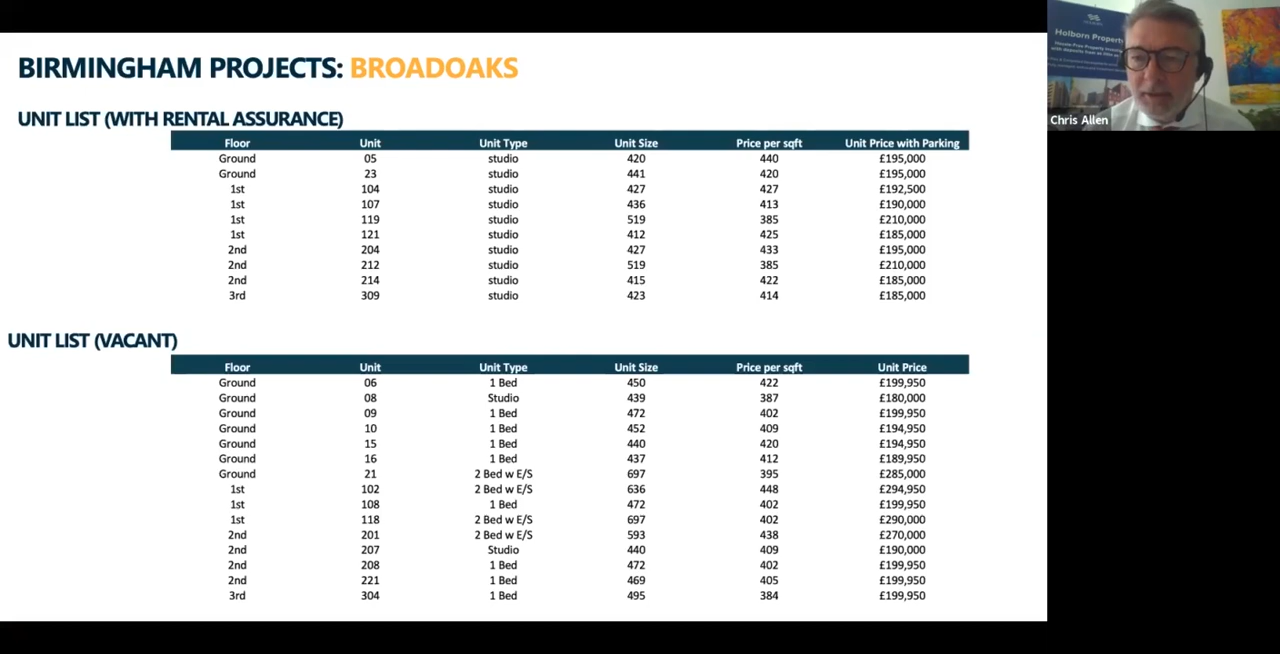 BIRMINGHAM PROJECTS: BROADOAKS
UNIT LIST (WITH RENTAL ASSURANCE)
Floor Unit Unit Type Unit Size Price per sqft Unit Price with Parking
Ground 05 studio 420 440 £195,000
Ground 23 studio 441 420 £195,000
1st 104 studio 427 427 £192,500
1st 107 studio 436 413 £190,000
1st 119 studio 519 385 £210,000
1st 121 studio 412 425 £185,000
2nd 204 studio 427 433 £195,000
2nd 212 studio 519 385 £210,000
2nd 214 studio 415 422 £185,000
3rd 309 studio 423 414 £185,000
UNIT LIST (VACANT)
Floor Unit Unit Type Unit Size Price per sqft Unit Price
Ground 06 1 Bed 450 422 £199,950
Ground 08 Studio 439 387 £180,000
Ground 09 1 Bed 472 402 £199,950
Ground 10 1 Bed 452 409 £194,950
Ground 15 1 Bed 440 420 £194,950
Ground 16 1 Bed 437 412 £189,950
Ground 21 2 Bed w E/S 697 395 £285,000
1st 102 2 Bed w E/S 636 448 £294,950
1st 108 1 Bed 472 402 £199,950
1st 118 2 Bed w E/S 697 402 £290,000
2nd 201 2 Bed w E/S 593 438 £270,000
2nd 207 Studio 440 409 £190,000
2nd 208 1 Bed 472 402 £199,950
2nd 221 1 Bed 469 405 £199,950
3rd 304 1 Bed 495 384 £199,950
Holborn Property
Chris Allen